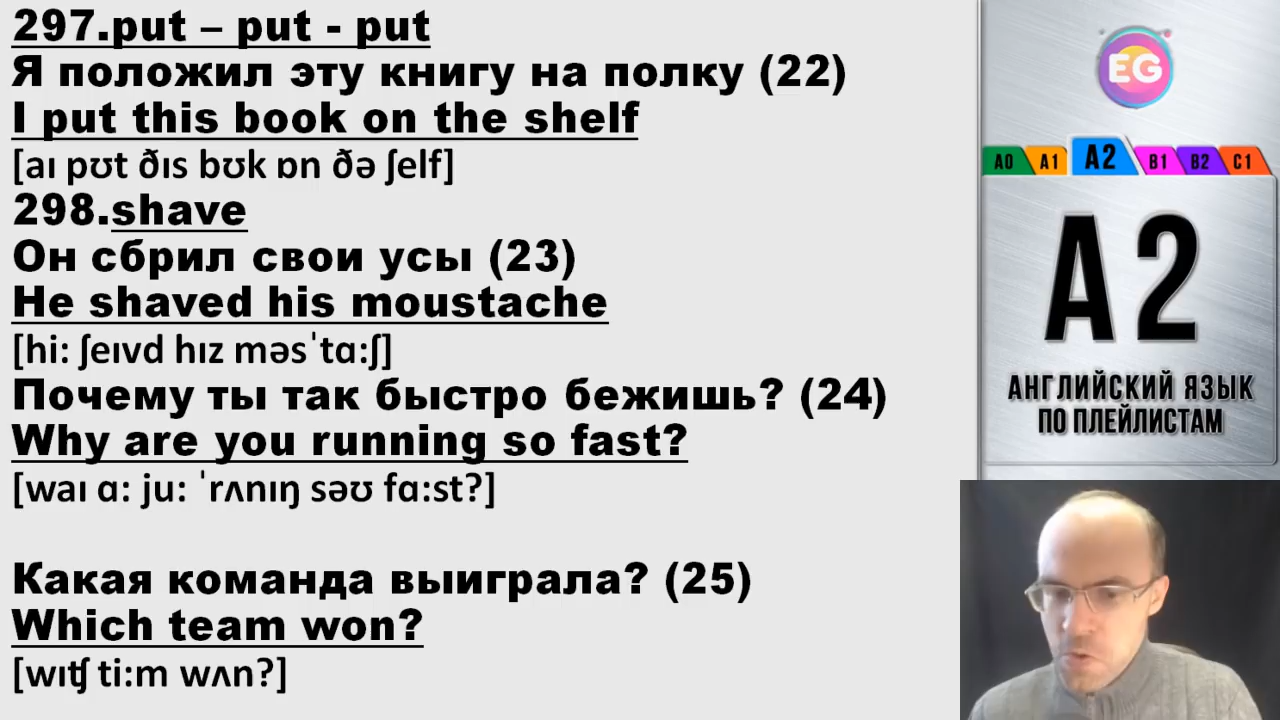 297.put – put - put
Я положил эту книгу на полку (22)
I put this book on the shelf
[aɪ pʊt ðɪs bʊk ɒn ðə ʃelf]
298.shave
Он сбрил свои усы (23)
He shaved his moustache
[hi: ʃeɪvd hɪz məsˈtɑ:ʃ]
Почему ты так быстро бежишь? (24)
Why are you running so fast?
[waɪ ɑ: ju: ˈrʌnɪŋ səʊ fɑ:st?]
Какая команда выиграла? (25)
Which team won?
[wɪʧ ti:m wʌn?]
EG
A0 A1 A2 B1 B2 C1
A2
АНГЛИЙСКИЙ ЯЗЫК
ПО ПЛЕЙЛИСТАМ